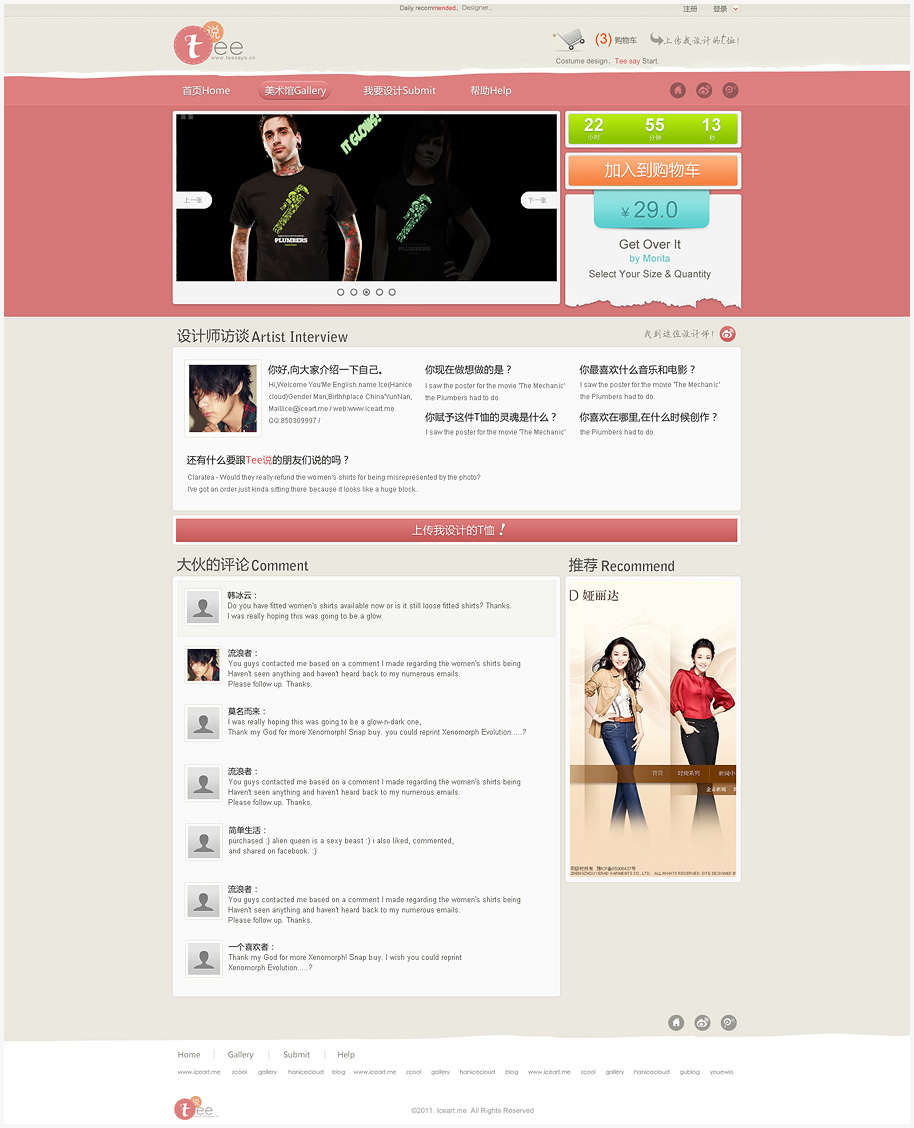 Daily recommended. Designer..
注册 登录
说
tee
www.teesays.cn
(3) 购物车
上传我设计的T恤!
Costume design. Tee say Start.
首页Home 美术馆Gallery 我要设计Submit 帮助Help
IT GLOWS!
PLUMBERS
PLUMBERS
上一张
下一张
22 55 13
小时 分钟 秒
加入到购物车
¥ 29.0
Get Over It
by Morita
Select Your Size & Quantity
设计师访谈 Artist Interview
找到这位设计师!
你好,向大家介绍一下自己。
Hi,Welcome You'Me English name Ice(Hanice
cloud)Gender Man,Birthhplace China'YunNan,
Mail/ice@iceart.me / web:www.iceart.me
QQ:850309997 /
你现在做想做的是？
I saw the poster for the movie 'The Mechanic'
the Plumbers had to do.
你最喜欢什么音乐和电影？
I saw the poster for the movie 'The Mechanic'
the Plumbers had to do.
你赋予这件T恤的灵魂是什么？
I saw the poster for the movie 'The Mechanic'
你喜欢在哪里,在什么时候创作？
the Plumbers had to do.
还有什么要跟Tee说的朋友们说的吗？
Claratea - Would they really refund the women's shirts for being misrepresented by the photo?
I've got an order just kinda sitting there because it looks like a huge block..
上传我设计的T恤！
大伙的评论 Comment
韩冰云：
Do you have fitted women's shirts available now or is it still loose fitted shirts? Thanks.
I was really hoping this was going to be a glow.
流浪者：
You guys contacted me based on a comment I made regarding the women's shirts being
Haven't seen anything and haven't heard back to my numerous emails.
Please follow up. Thanks.
莫名而来：
I was really hoping this was going to be a glow-n-dark one,
Thank my God for more Xenomorph! Snap buy. you could reprint Xenomorph Evolution.....?
流浪者：
You guys contacted me based on a comment I made regarding the women's shirts being
Haven't seen anything and haven't heard back to my numerous emails.
Please follow up. Thanks.
简单生活：
purchased :) alien queen is a sexy beast :) i also liked, commented,
and shared on facebook. :)
流浪者：
You guys contacted me based on a comment I made regarding the women's shirts being
Haven't seen anything and haven't heard back to my numerous emails.
Please follow up. Thanks.
一个喜欢者：
Thank my God for more Xenomorph! Snap buy. I wish you could reprint
Xenomorph Evolution.....?
推荐 Recommend
D 娅丽达
首页 时尚系列 新闻中
企业新闻
ALL RIGHTS RESERVED. SITE DESIGNED
Home Gallery Submit Help
www.iceart.me zcool gallery hanicecloud blog www.iceart.me zcool gallery hanicecloud blog www.iceart.me zcool gallery hanicecloud gublog youewo
说
tee
©2011. Iceart.me. All Rights Reserved